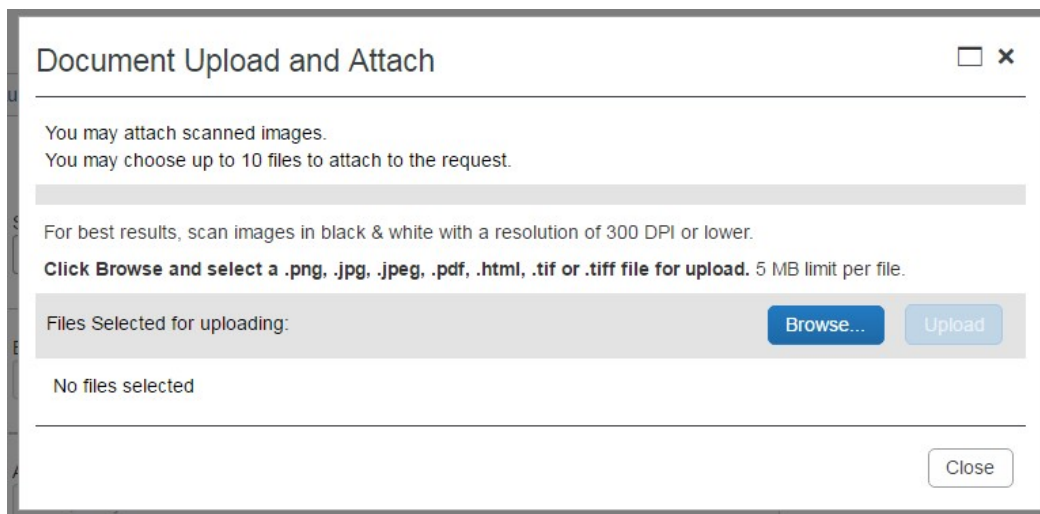 Document Upload and Attach
You may attach scanned images.
You may choose up to 10 files to attach to the request.
For best results, scan images in black & white with a resolution of 300 DPI or lower.
Click Browse and select a .png, .jpg, .jpeg, .pdf, .html, .tif or .tiff file for upload. 5 MB limit per file.
Files Selected for uploading:
Browse...
Upload
No files selected
Close